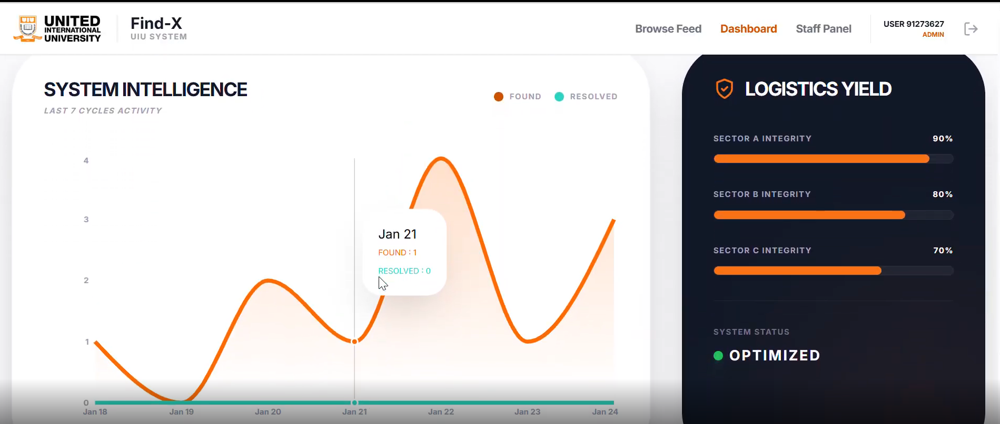 UNITED
INTERNATIONAL
UNIVERSITY
Find-X
UIU SYSTEM
Browse Feed
Dashboard
Staff Panel
USER 91273627
ADMIN
SYSTEM INTELLIGENCE
LAST 7 CYCLES ACTIVITY
FOUND
RESOLVED
4
3
2
1
0
Jan 21
FOUND : 1
RESOLVED : 0
Jan 18
Jan 19
Jan 20
Jan 21
Jan 22
Jan 23
Jan 24
LOGISTICS YIELD
SECTOR A INTEGRITY
90%
SECTOR B INTEGRITY
80%
SECTOR C INTEGRITY
70%
SYSTEM STATUS
OPTIMIZED